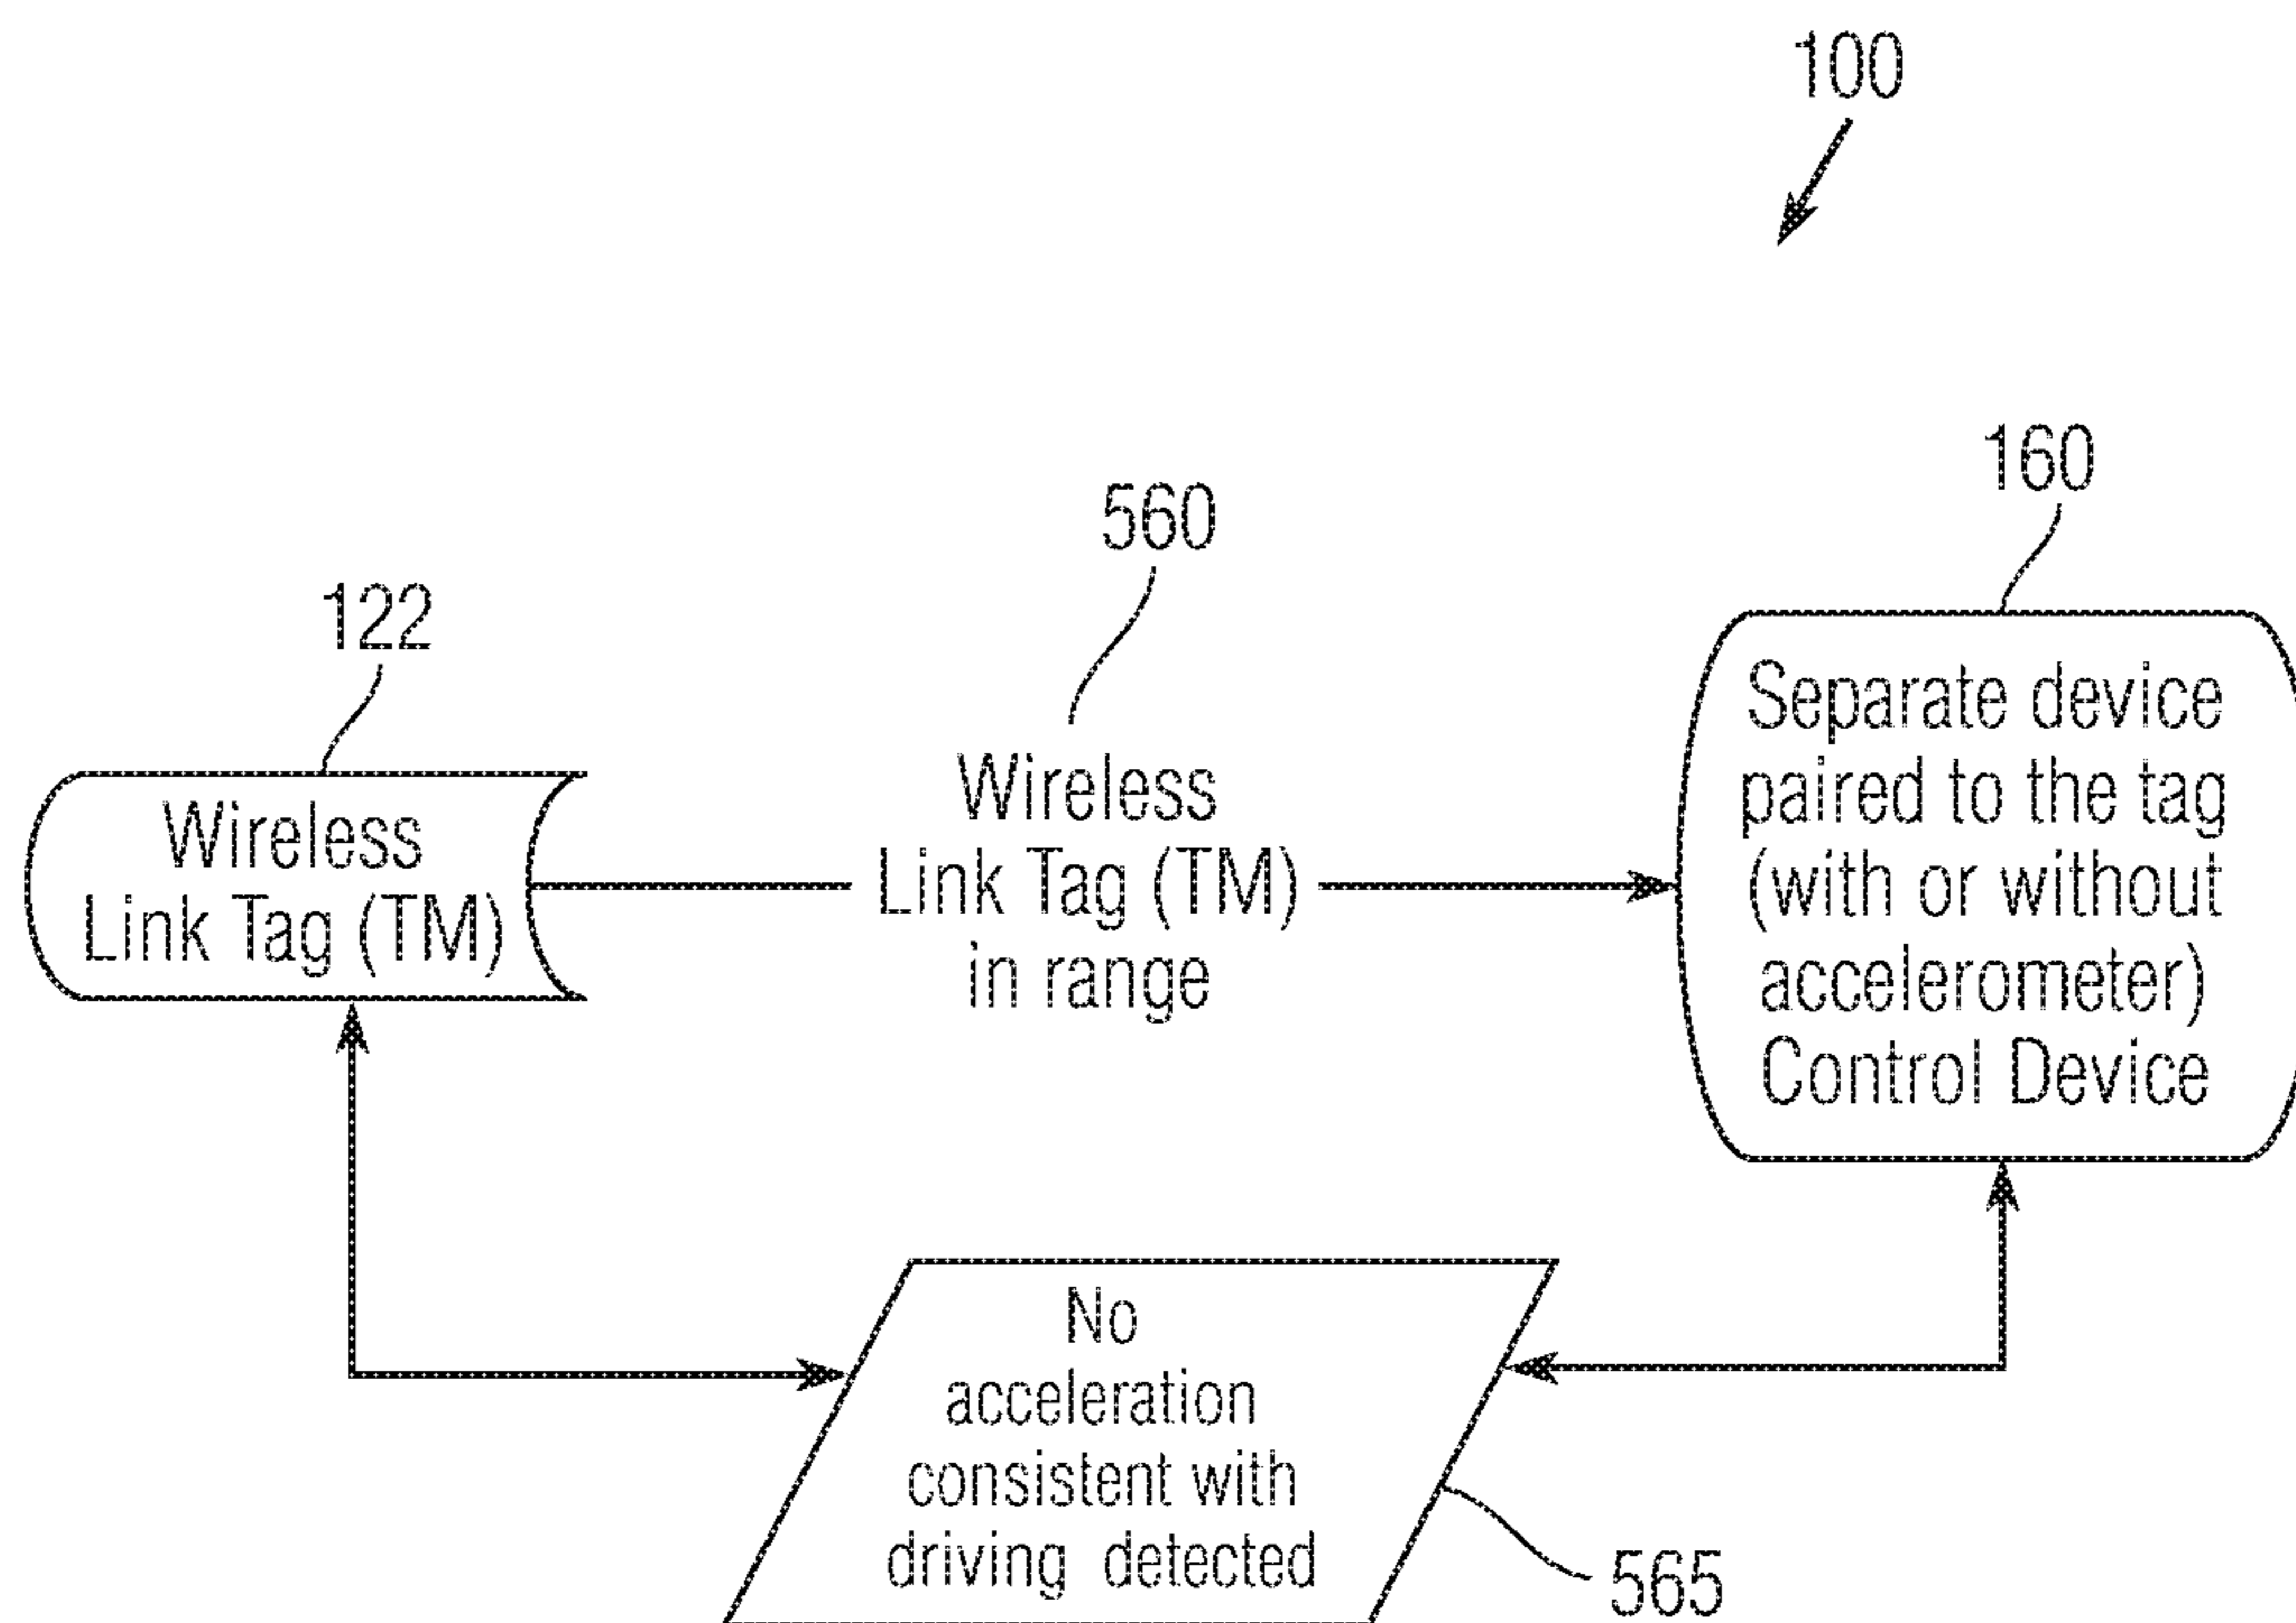 100
160
560
122
Separate device
paired to the tag
(with or without
accelerometer)
Control Device
Wireless
Link Tag (TM)
in range
Wireless
Link Tag (TM)
No
acceleration
consistent with
driving detected
565